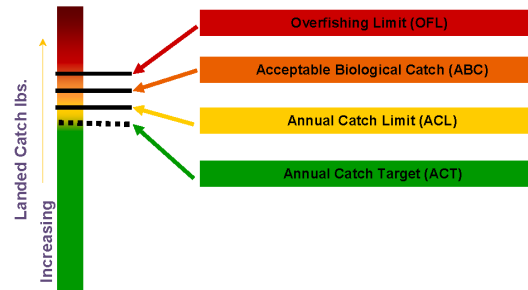 Overfishing Limit (OFL)
Acceptable Biological Catch (ABC)
Annual Catch Limit (ACL)
Annual Catch Target (ACT)
Landed Catch lbs.
Increasing